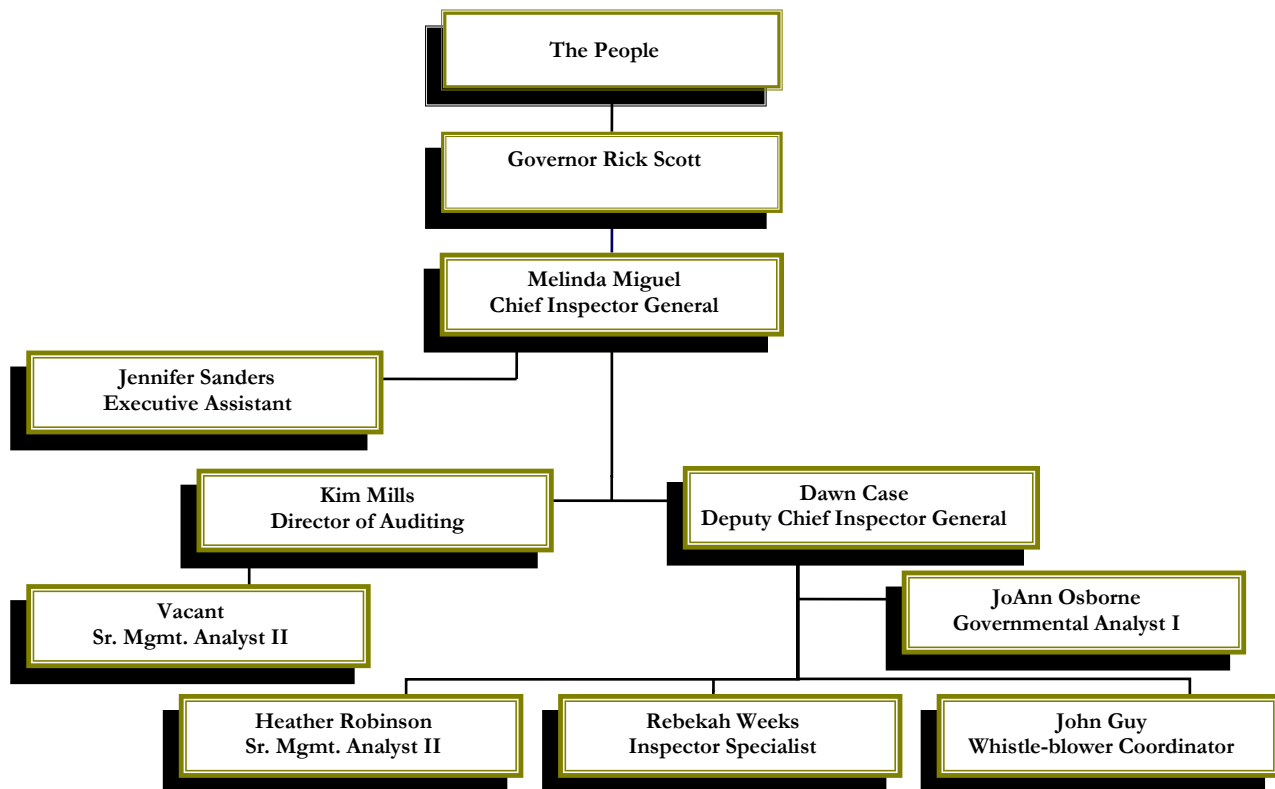 The People
Governor Rick Scott
Melinda Miguel
Chief Inspector General
Jennifer Sanders
Executive Assistant
Kim Mills
Director of Auditing
Dawn Case
Deputy Chief Inspector General
Vacant
Sr. Mgmt. Analyst II
JoAnn Osborne
Governmental Analyst I
Heather Robinson
Sr. Mgmt. Analyst II
Rebekah Weeks
Inspector Specialist
John Guy
Whistle-blower Coordinator